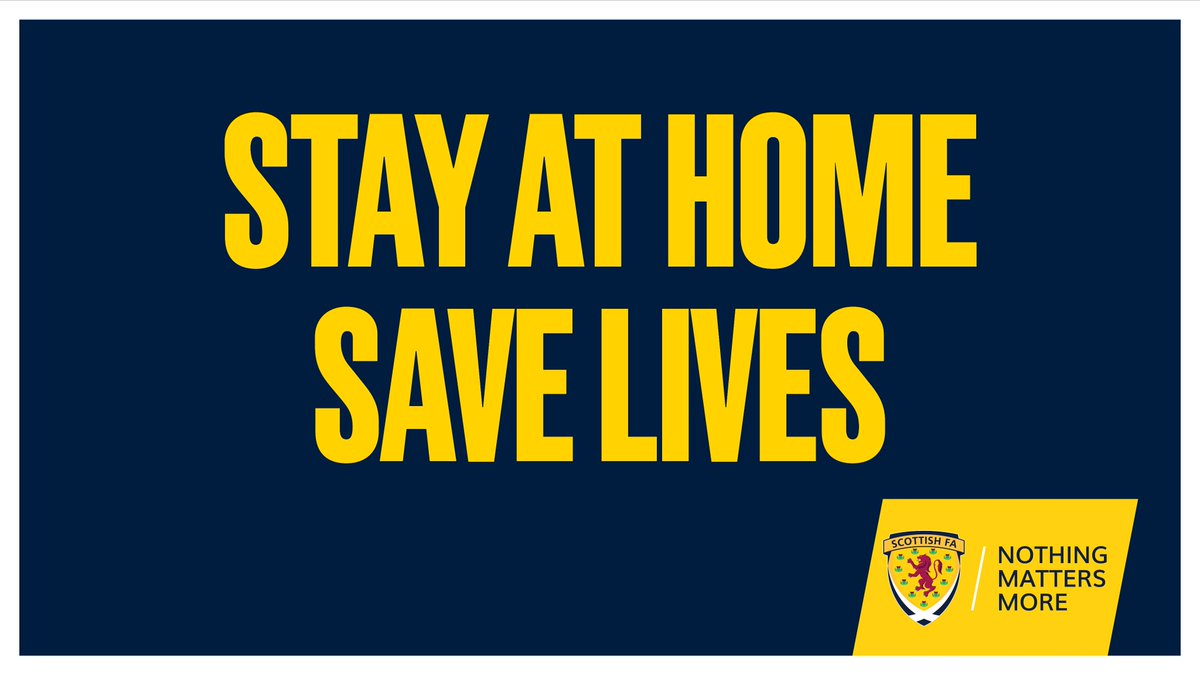 STAY AT HOME
SAVE LIVES
SCOTTISH FA
NOTHING
MATTERS
MORE